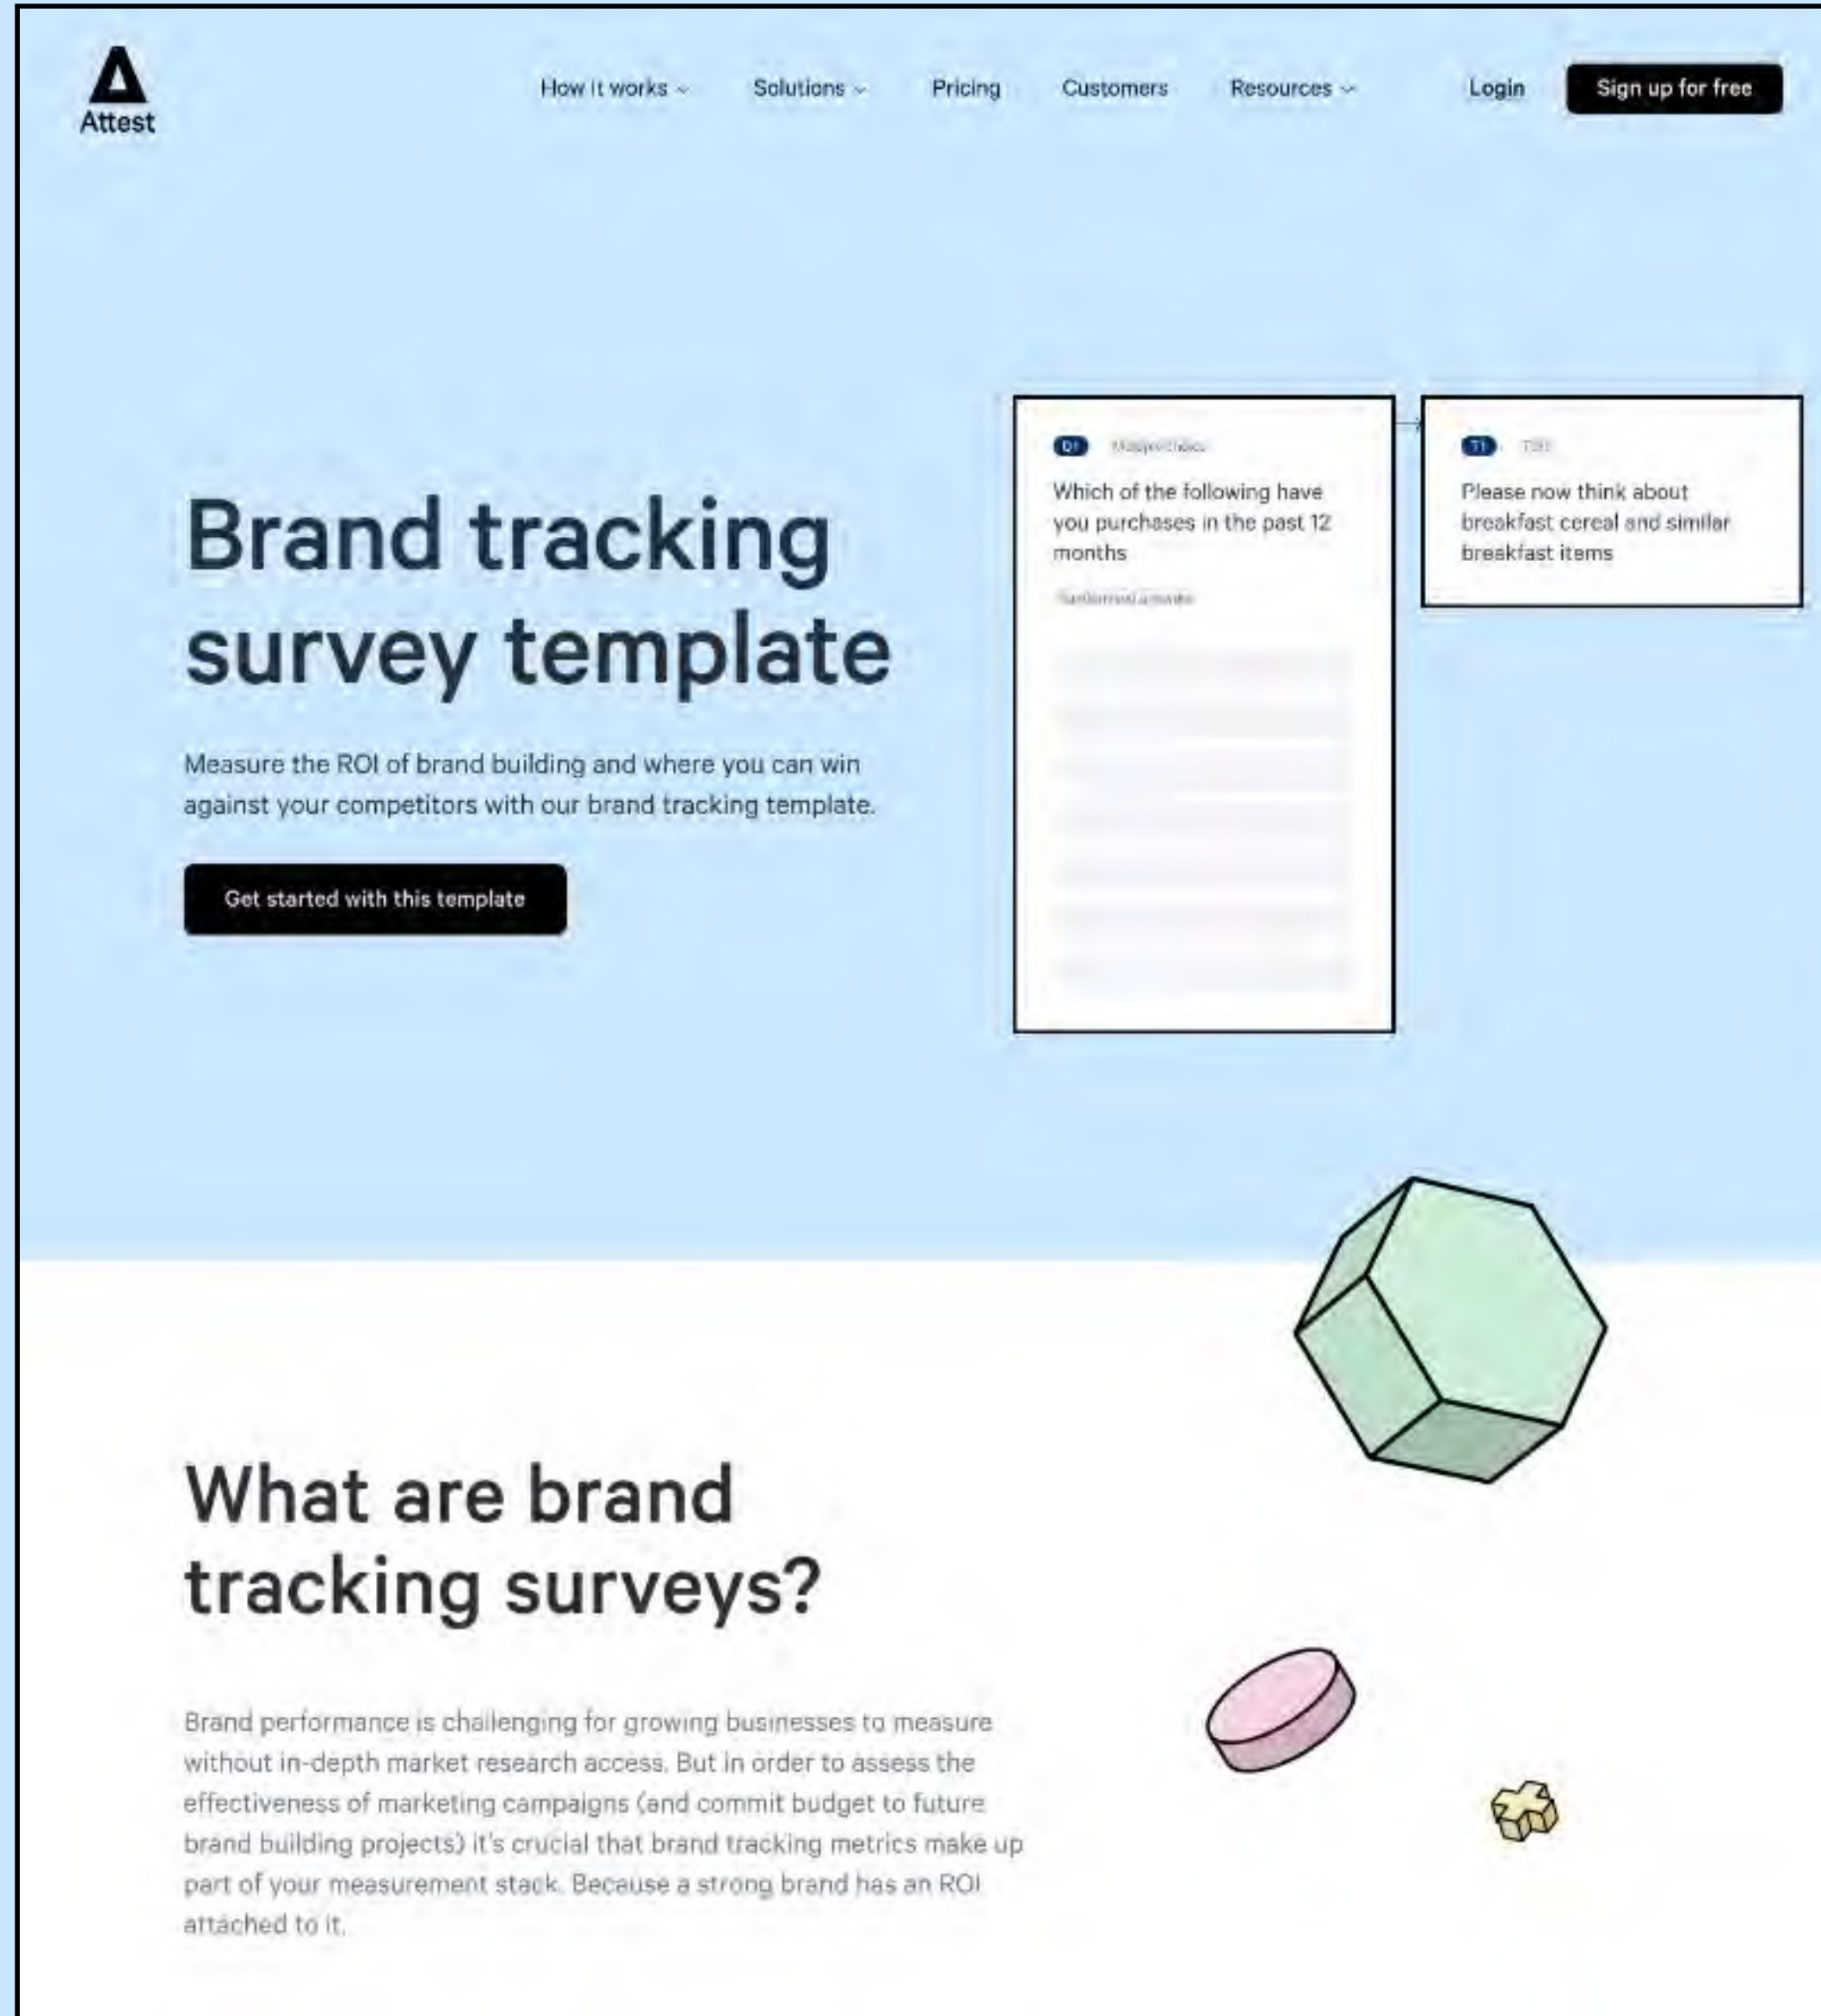 Attest
How it works
Solutions
Pricing
Customers
Resources
Login
Sign up for free
Brand tracking
survey template
Measure the ROI of brand building and where you can win
against your competitors with our brand tracking template.
Get started with this template
Q1
Which of the following have
you purchases in the past 12
months
T1
Text
Please now think about
breakfast cereal and similar
breakfast items
What are brand
tracking surveys?
Brand performance is challenging for growing businesses to measure
without in-depth market research access. But in order to assess the
effectiveness of marketing campaigns (and commit budget to future
brand building projects) it's crucial that brand tracking metrics make up
part of your measurement stack. Because a strong brand has an ROI
attached to it.